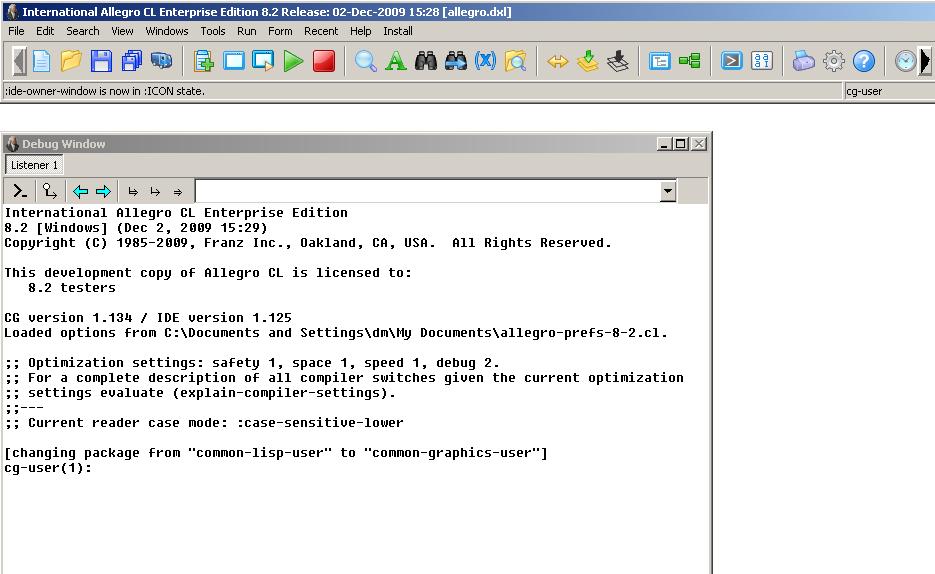 International Allegro CL Enterprise Edition 8.2 Release: 02-Dec-2009 15:28 [allegro.dxl]
File Edit Search View Windows Tools Run Form Recent Help Install
:ide-owner-window is now in :ICON state.
cg-user
Debug Window
Listener 1
International Allegro CL Enterprise Edition
8.2 [Windows] (Dec 2, 2009 15:29)
Copyright (C) 1985-2009, Franz Inc., Oakland, CA, USA.  All Rights Reserved.
This development copy of Allegro CL is licensed to:
   8.2 testers
CG version 1.134 / IDE version 1.125
Loaded options from C:\Documents and Settings\dm\My Documents\allegro-prefs-8-2.cl.
;; Optimization settings: safety 1, space 1, speed 1, debug 2.
;; For a complete description of all compiler switches given the current optimization
;; settings evaluate (explain-compiler-settings).
;;---
;; Current reader case mode: :case-sensitive-lower
[changing package from "common-lisp-user" to "common-graphics-user"]
cg-user(1):